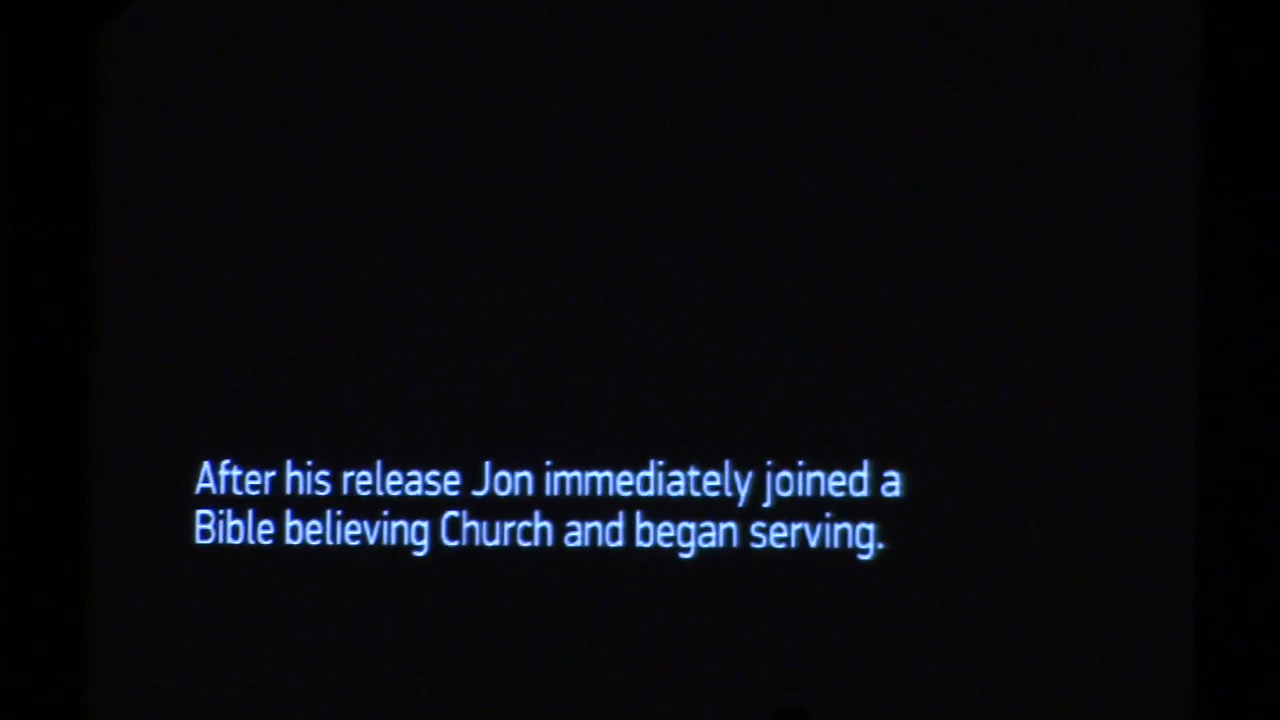 After his release Jon immediately joined a
Bible believing Church and began serving.